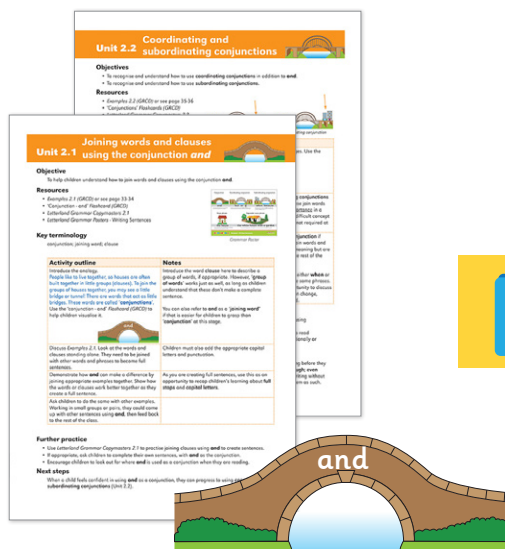 Unit 2.2 Coordinating and
subordinating conjunctions
Objectives
• To recognise and understand how to use coordinating conjunctions in addition to and.
• To recognise and understand how to use subordinating conjunctions.
Resources
• Examples 2.2 (GRCD) or see page 35-36
• 'Conjunctions' Flashcards (GRCD)
Unit 2.1 Joining words and clauses
using the conjunction and
Objective
To help children understand how to join words and clauses using the conjunction and.
Resources
• Examples 2.1 (GRCD) or see page 33-34
• 'Conjunction - and' Flashcard (GRCD)
• Letterland Grammar Copymasters 2.1
• Letterland Grammar Posters - Writing Sentences
Key terminology
conjunction, joining word, clause
Grammar Poster
Activity outline
Introduce the analogy.
People like to live together, so houses are often
built together in little groups (clauses). To join the
groups of houses together, you may see a little
bridge or tunnel! There are words that act as little
bridges. These words are called 'conjunctions'.
Use the 'conjunction - and' Flashcard (GRCD) to
help children visualise it.
and
Notes
Introduce the word clause here to describe a
group of words, if appropriate. However, 'group
of words' works just as well, as long as children
understand that these don't make a complete
sentence.
You can also refer to and as a 'joining word'
if that is easier for children to grasp than
'conjunction' at this stage.
Discuss Examples 2.1. Look at the words and
clauses standing alone. They need to be joined
with other words and phrases to become full
sentences.
Children must also add the appropriate capital
letters and punctuation.
Demonstrate how and can make a difference by
joining appropriate examples together. Show how
the words or clauses work better together as they
create a full sentence.
As you are creating full sentences, use this as an
opportunity to recap children's learning about full
stops and capital letters.
Ask children to do the same with other examples.
Working in small groups or pairs, they could come
up with other sentences using and, then feed back
to the rest of the class.
Further practice
• Use Letterland Grammar Copymasters 2.1 to practise joining clauses using and to create sentences.
• If appropriate, ask children to complete their own sentences, with and as the conjunction.
• Encourage children to look out for where and is used as a conjunction when they are reading.
Next steps
When a child feels confident in using and as a conjunction, they can progress to using
subordinating conjunctions (Unit 2.2).
and